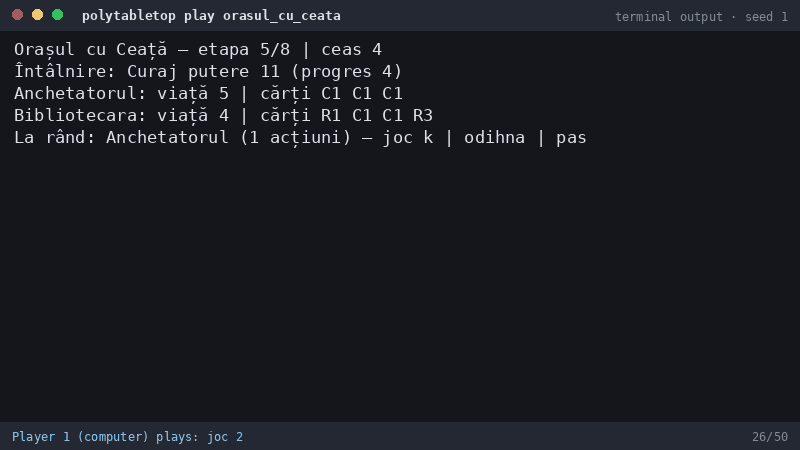 polytabletop play orasul_cu_ceata
terminal output · seed 1
Orașul cu Ceață — etapa 5/8 | ceas 4
Întâlnire: Curaj putere 11 (progres 4)
Anchetatorul: viață 5 | cărți C1 C1 C1
Bibliotecara: viață 4 | cărți R1 C1 C1 R3
La rând: Anchetatorul (1 acțiuni) — joc k | odihna | pas
Player 1 (computer) plays: joc 2
26/50